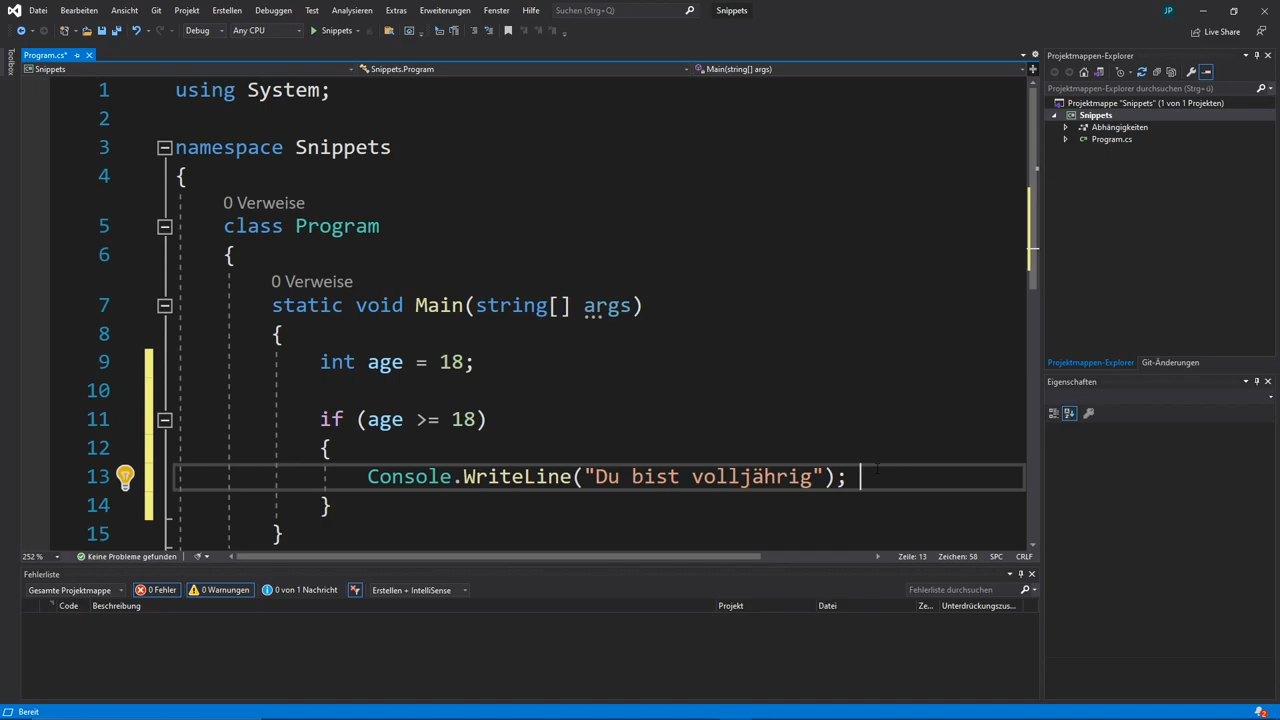 Datei Bearbeiten Ansicht Git Projekt Erstellen Debuggen Test Analysieren Extras Erweiterungen Fenster Hilfe Suchen (Strg+Q) Snippets JP
Debug Any CPU Snippets Live Share
Toolbox
Program.cs*
Snippets Snippets.Program Main(string[] args)
1 using System;
2
3 namespace Snippets
4 {
0 Verweise
5 class Program
6 {
0 Verweise
7 static void Main(string[] args)
8 {
9 int age = 18;
10
11 if (age >= 18)
12 {
13 Console.WriteLine("Du bist volljährig");
14 }
15 }
252 % Keine Probleme gefunden Zeile: 13 Zeichen: 58 SPC CRLF
Fehlerliste
Gesamte Projektmappe 0 Fehler 0 Warnungen 0 von 1 Nachricht Erstellen + IntelliSense Fehlerliste durchsuchen
Code Beschreibung Projekt Datei Ze... Unterdrückungszus...
Projektmappen-Explorer
Projektmappen-Explorer durchsuchen (Strg+ü)
Projektmappe "Snippets" (1 von 1 Projekten)
Snippets
Abhängigkeiten
C# Program.cs
Projektmappen-Explorer Git-Änderungen
Eigenschaften
Bereit 2